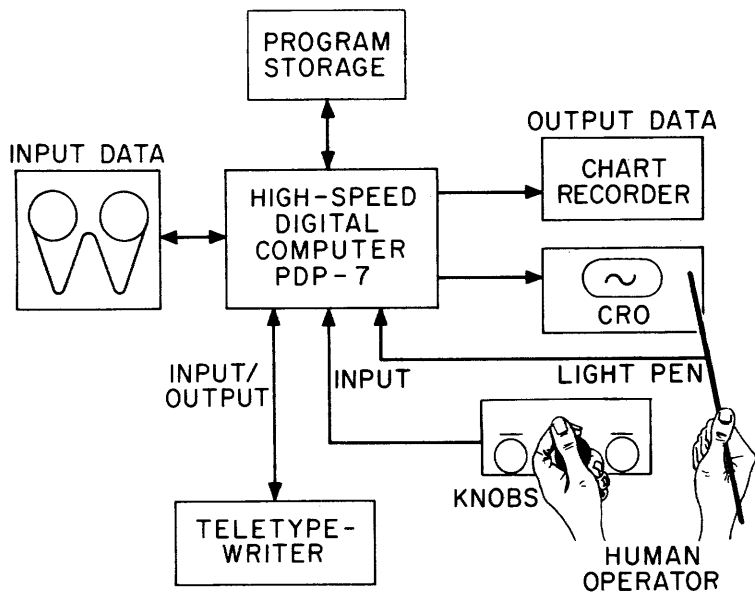 PROGRAM
STORAGE
OUTPUT DATA
INPUT DATA
CHART
RECORDER
HIGH-SPEED
DIGITAL
COMPUTER
PDP-7
CRO
INPUT/
OUTPUT
INPUT
LIGHT PEN
KNOBS
TELETYPE-
WRITER
HUMAN
OPERATOR